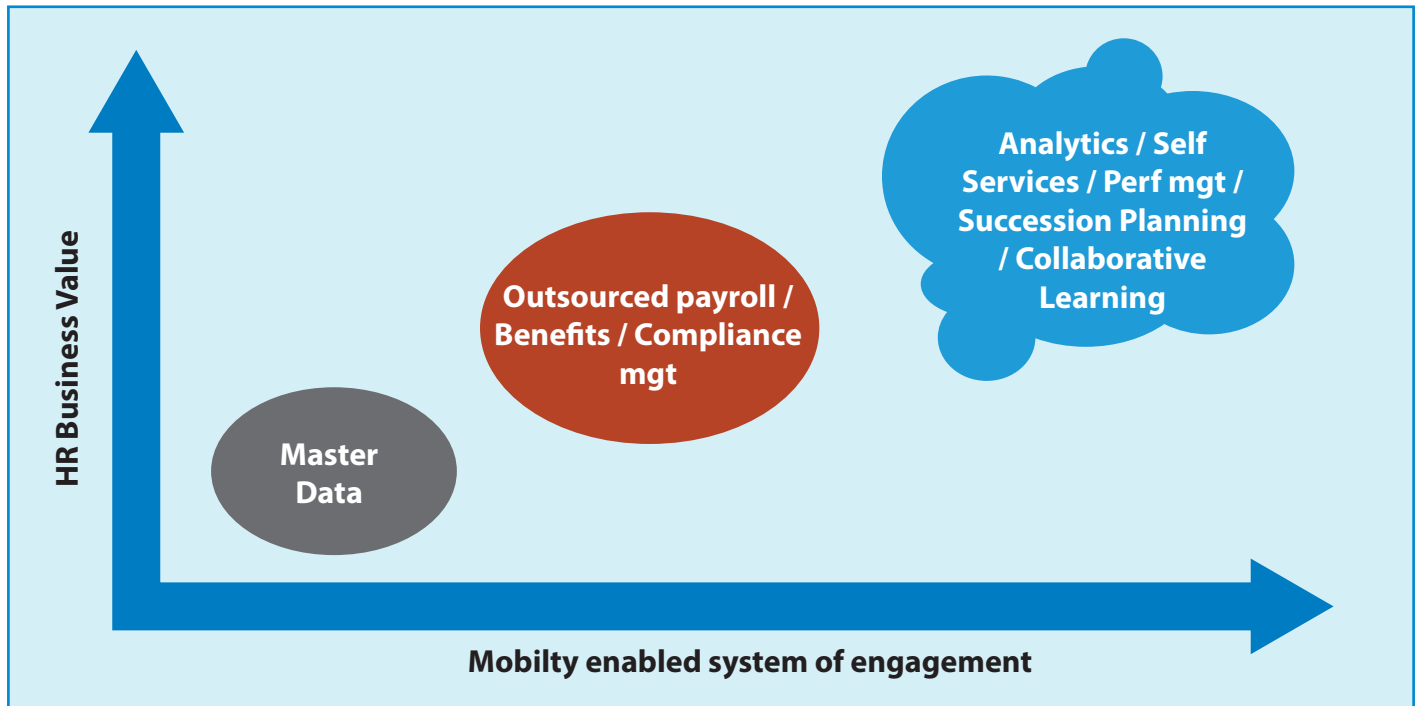 HR Business Value
Analytics / Self
Services / Perf mgt /
Succession Planning
/ Collaborative
Learning
Outsourced payroll /
Benefits / Compliance
mgt
Master
Data
Mobilty enabled system of engagement